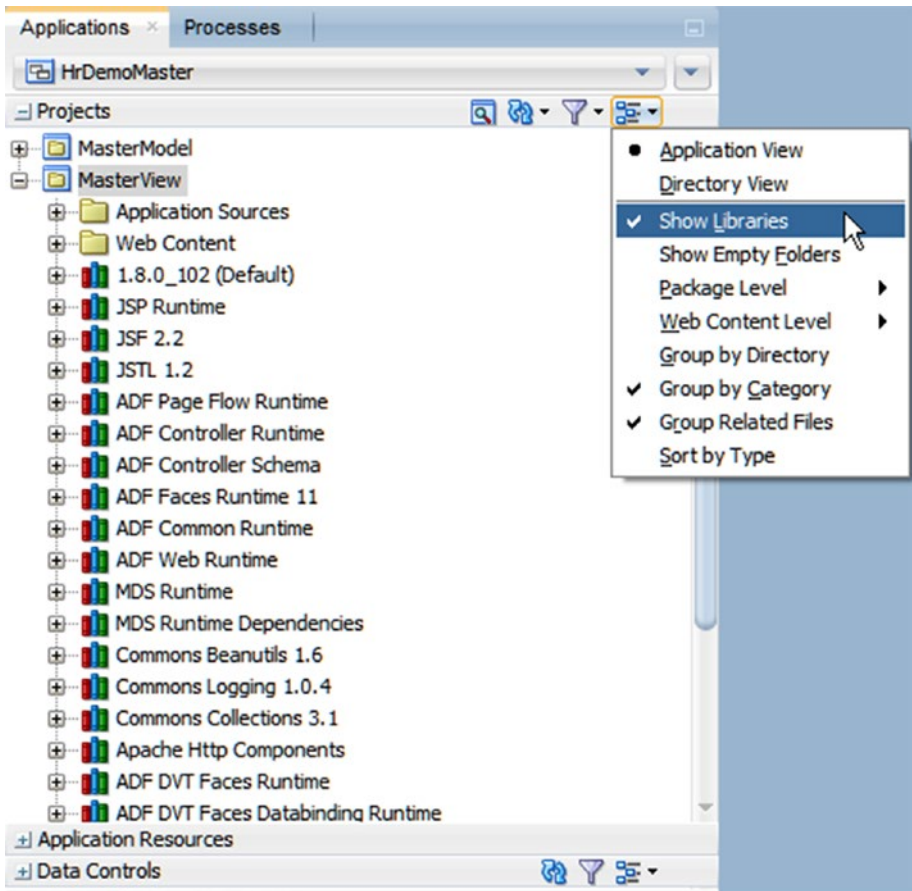 Applications Processes
HrDemoMaster
Projects
MasterModel
MasterView
Application Sources
Web Content
1.8.0_102 (Default)
JSP Runtime
JSF 2.2
JSTL 1.2
ADF Page Flow Runtime
ADF Controller Runtime
ADF Controller Schema
ADF Faces Runtime 11
ADF Common Runtime
ADF Web Runtime
MDS Runtime
MDS Runtime Dependencies
Commons Beanutils 1.6
Commons Logging 1.0.4
Commons Collections 3.1
Apache Http Components
ADF DVT Faces Runtime
ADF DVT Faces Databinding Runtime
Application Resources
Data Controls
Application View
Directory View
Show Libraries
Show Empty Folders
Package Level
Web Content Level
Group by Directory
Group by Category
Group Related Files
Sort by Type